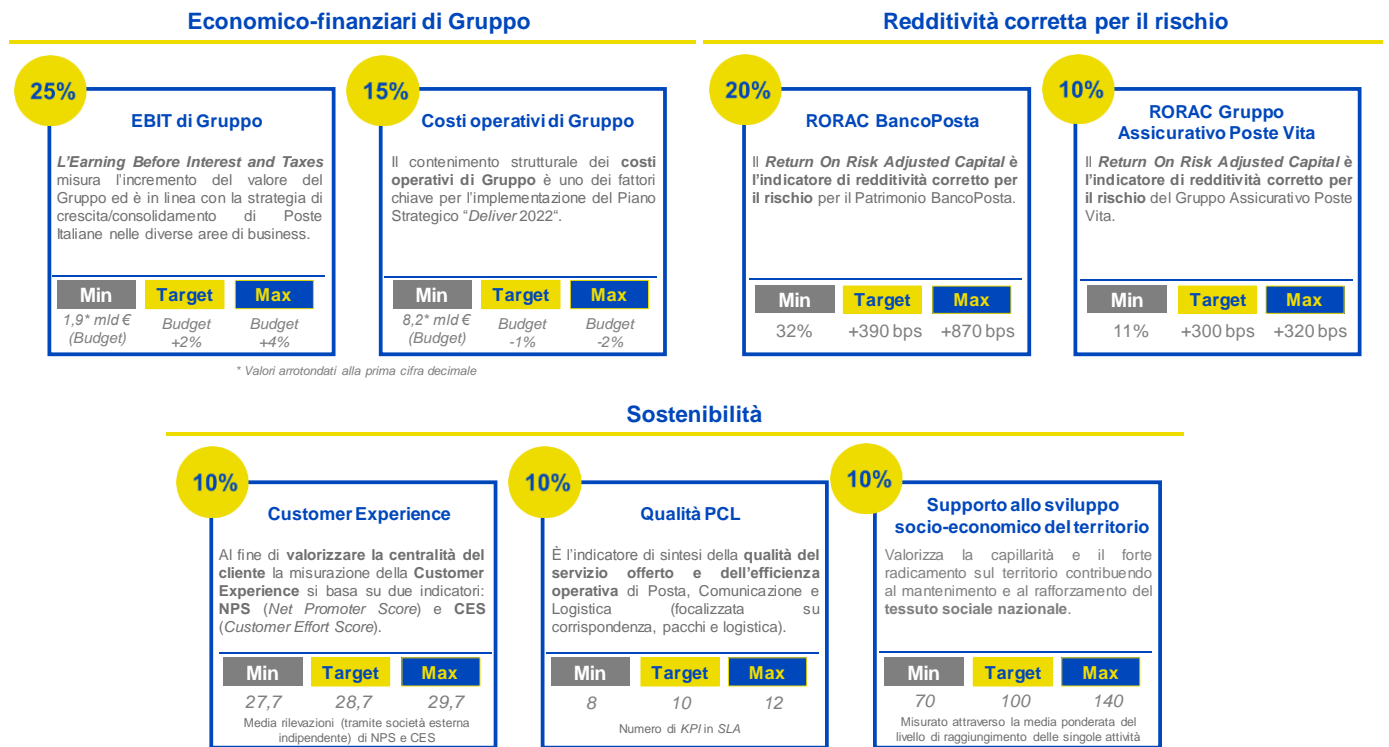 Economico-finanziari di Gruppo
25%
EBIT di Gruppo
L'Earning Before Interest and Taxes
misura l'incremento del valore del
Gruppo ed è in linea con la strategia di
crescita/consolidamento di Poste
Italiane nelle diverse aree di business.
Min Target Max
1,9* mld € Budget Budget
(Budget) +2% +4%
15%
Costi operativi di Gruppo
Il contenimento strutturale dei costi
operativi di Gruppo è uno dei fattori
chiave per l'implementazione del Piano
Strategico "Deliver 2022".
Min Target Max
8,2* mld € Budget Budget
(Budget) -1% -2%
* Valori arrotondati alla prima cifra decimale
Redditività corretta per il rischio
20%
RORAC BancoPosta
Il Return On Risk Adjusted Capital è
l'indicatore di redditività corretto per
il rischio per il Patrimonio BancoPosta.
Min Target Max
32% +390 bps +870 bps
10%
RORAC Gruppo
Assicurativo Poste Vita
Il Return On Risk Adjusted Capital è
l'indicatore di redditività corretto per
il rischio del Gruppo Assicurativo Poste
Vita.
Min Target Max
11% +300 bps +320 bps
Sostenibilità
10%
Customer Experience
Al fine di valorizzare la centralità del
cliente la misurazione della Customer
Experience si basa su due indicatori:
NPS (Net Promoter Score) e CES
(Customer Effort Score).
Min Target Max
27,7 28,7 29,7
Media rilevazioni (tramite società esterna
indipendente) di NPS e CES
10%
Qualità PCL
È l'indicatore di sintesi della qualità del
servizio offerto e dell'efficienza
operativa di Posta, Comunicazione e
Logistica (focalizzata su
corrispondenza, pacchi e logistica).
Min Target Max
8 10 12
Numero di KPI in SLA
10%
Supporto allo sviluppo
socio-economico del territorio
Valorizza la capillarità e il forte
radicamento sul territorio contribuendo
al mantenimento e al rafforzamento del
tessuto sociale nazionale.
Min Target Max
70 100 140
Misurato attraverso la media ponderata del
livello di raggiungimento delle singole attività